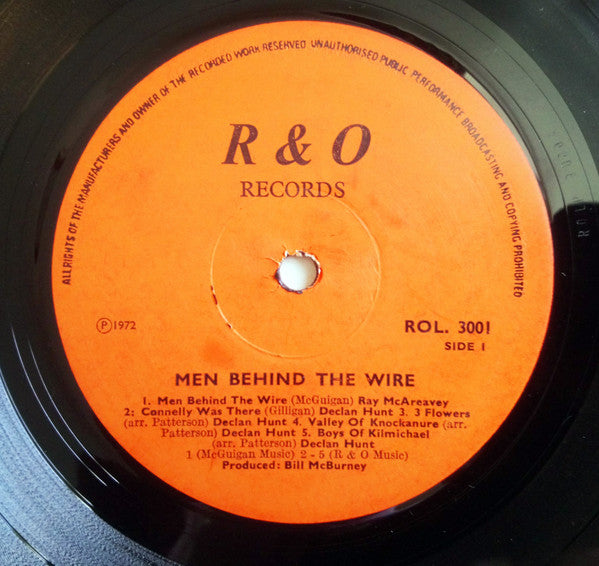 ALL RIGHTS OF THE MANUFACTURERS AND OWNER OF THE RECORDED WORK RESERVED UNAUTHORISED PUBLIC PERFORMANCE BROADCASTING AND COPYING PROHIBITED
R & O
RECORDS
℗1972
ROL. 3001
SIDE 1
MEN BEHIND THE WIRE
1. Men Behind The Wire (McGuigan) Ray McAreavey
2: Connelly Was There (Gilligan) Declan Hunt 3. 3 Flowers
(arr. Patterson) Declan Hunt 4. Valley Of Knockanure (arr.
Patterson) Declan Hunt 5. Boys Of Kilmichael
(arr. Patterson) Declan Hunt
1 (McGuigan Music) 2 - 5 (R & O Music)
Produced: Bill McBurney